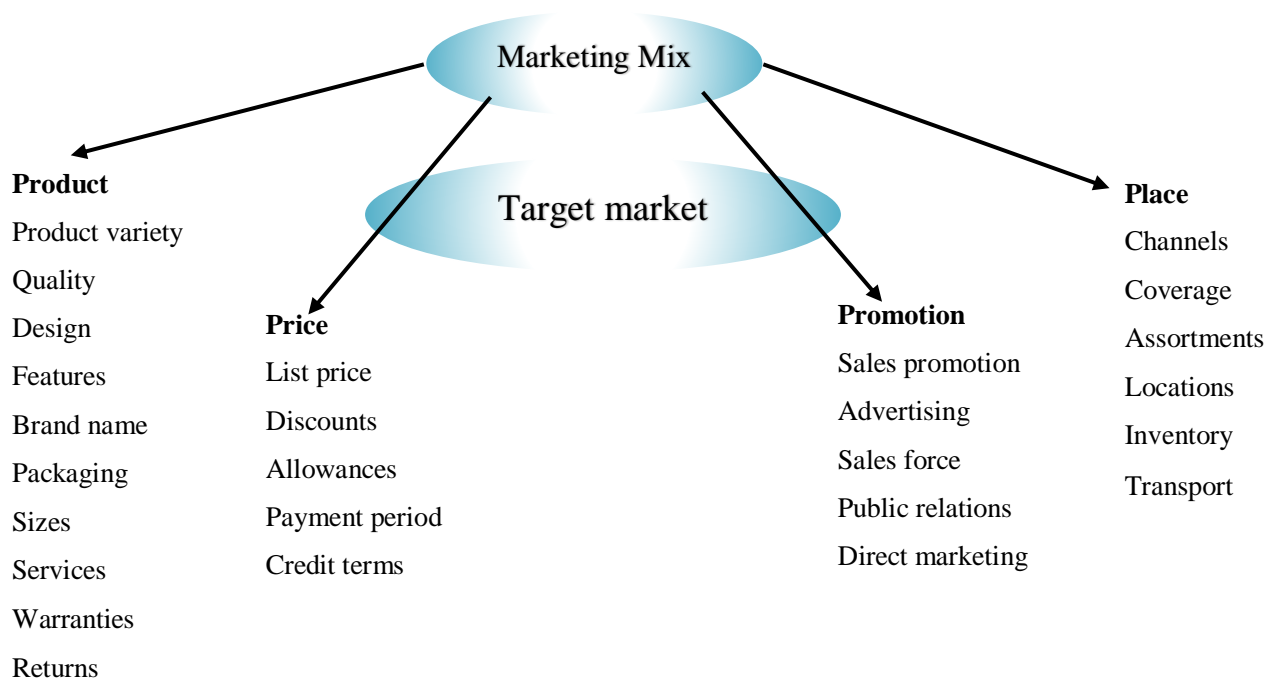 Marketing Mix
Target market
Product
Product variety
Quality
Design
Features
Brand name
Packaging
Sizes
Services
Warranties
Returns
Price
List price
Discounts
Allowances
Payment period
Credit terms
Promotion
Sales promotion
Advertising
Sales force
Public relations
Direct marketing
Place
Channels
Coverage
Assortments
Locations
Inventory
Transport